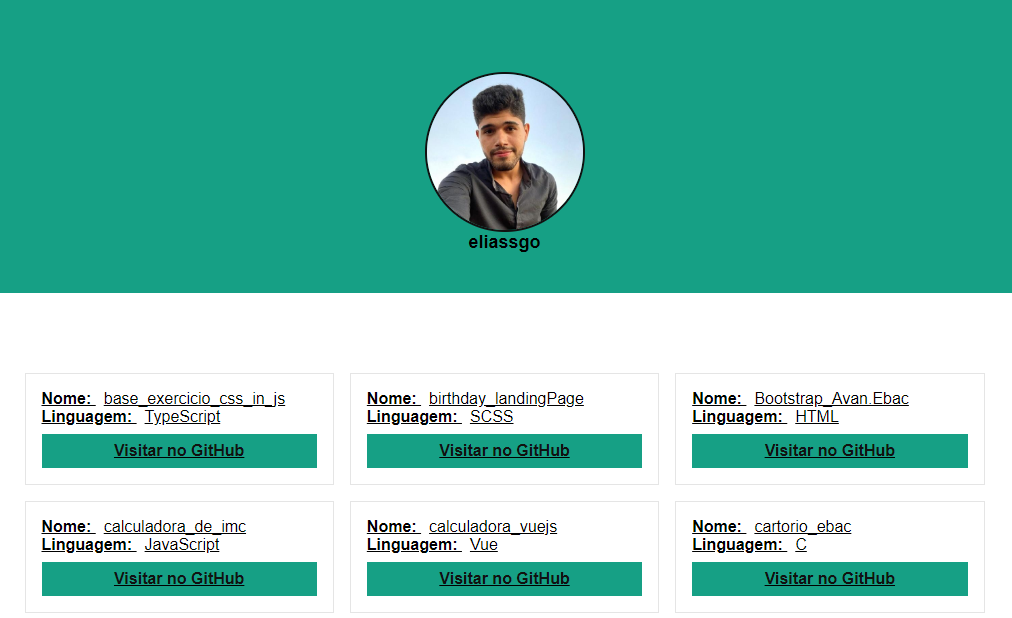 eliassgo
Nome: base_exercicio_css_in_js
Linguagem: TypeScript
Visitar no GitHub
Nome: birthday_landingPage
Linguagem: SCSS
Visitar no GitHub
Nome: Bootstrap_Avan.Ebac
Linguagem: HTML
Visitar no GitHub
Nome: calculadora_de_imc
Linguagem: JavaScript
Visitar no GitHub
Nome: calculadora_vuejs
Linguagem: Vue
Visitar no GitHub
Nome: cartorio_ebac
Linguagem: C
Visitar no GitHub